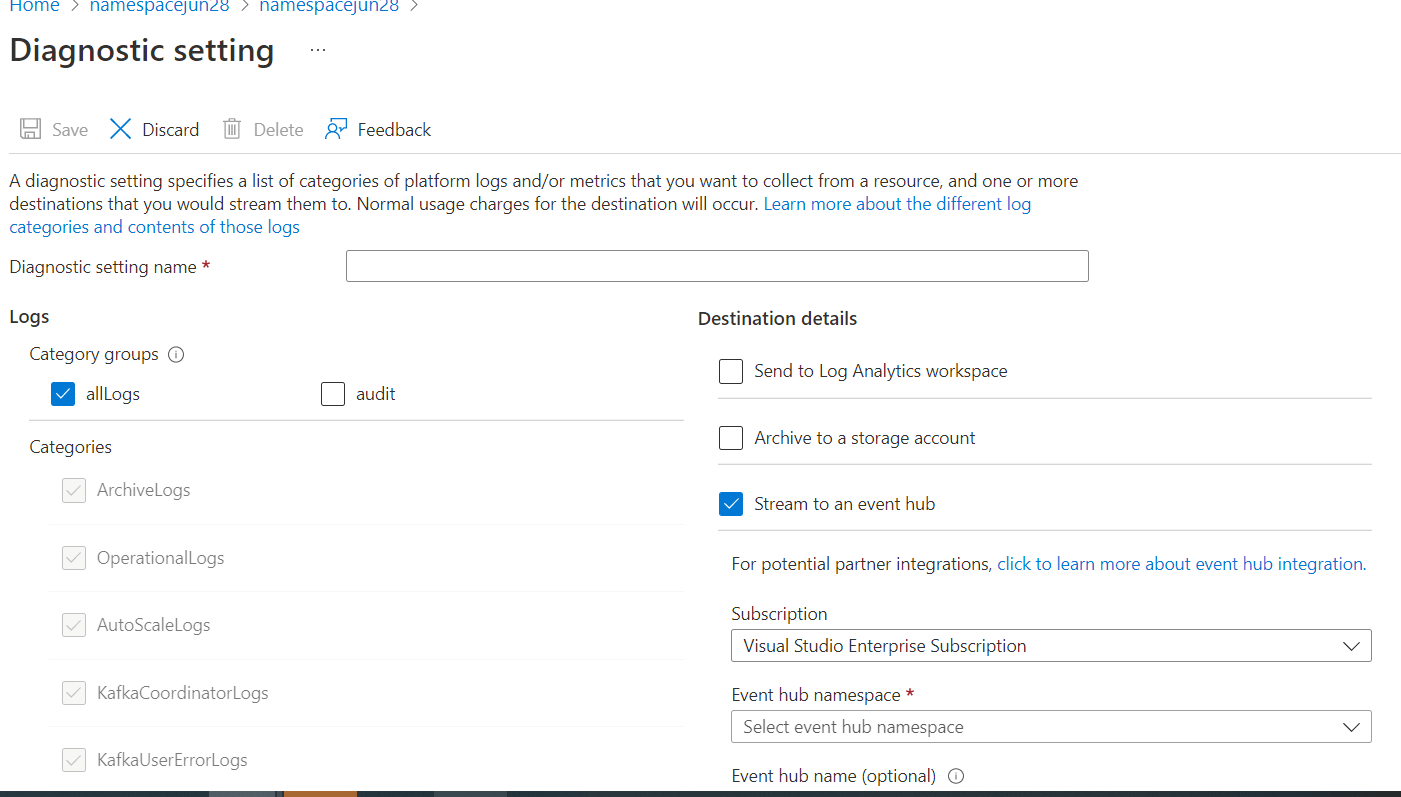 Home > namespacejun28 > namespacejun28 >
Diagnostic setting ...
Save Discard Delete Feedback
A diagnostic setting specifies a list of categories of platform logs and/or metrics that you want to collect from a resource, and one or more
destinations that you would stream them to. Normal usage charges for the destination will occur. Learn more about the different log
categories and contents of those logs
Diagnostic setting name *
Logs
Category groups
allLogs audit
Categories
ArchiveLogs
OperationalLogs
AutoScaleLogs
KafkaCoordinatorLogs
KafkaUserErrorLogs
Destination details
Send to Log Analytics workspace
Archive to a storage account
Stream to an event hub
For potential partner integrations, click to learn more about event hub integration.
Subscription
Visual Studio Enterprise Subscription
Event hub namespace *
Select event hub namespace
Event hub name (optional)